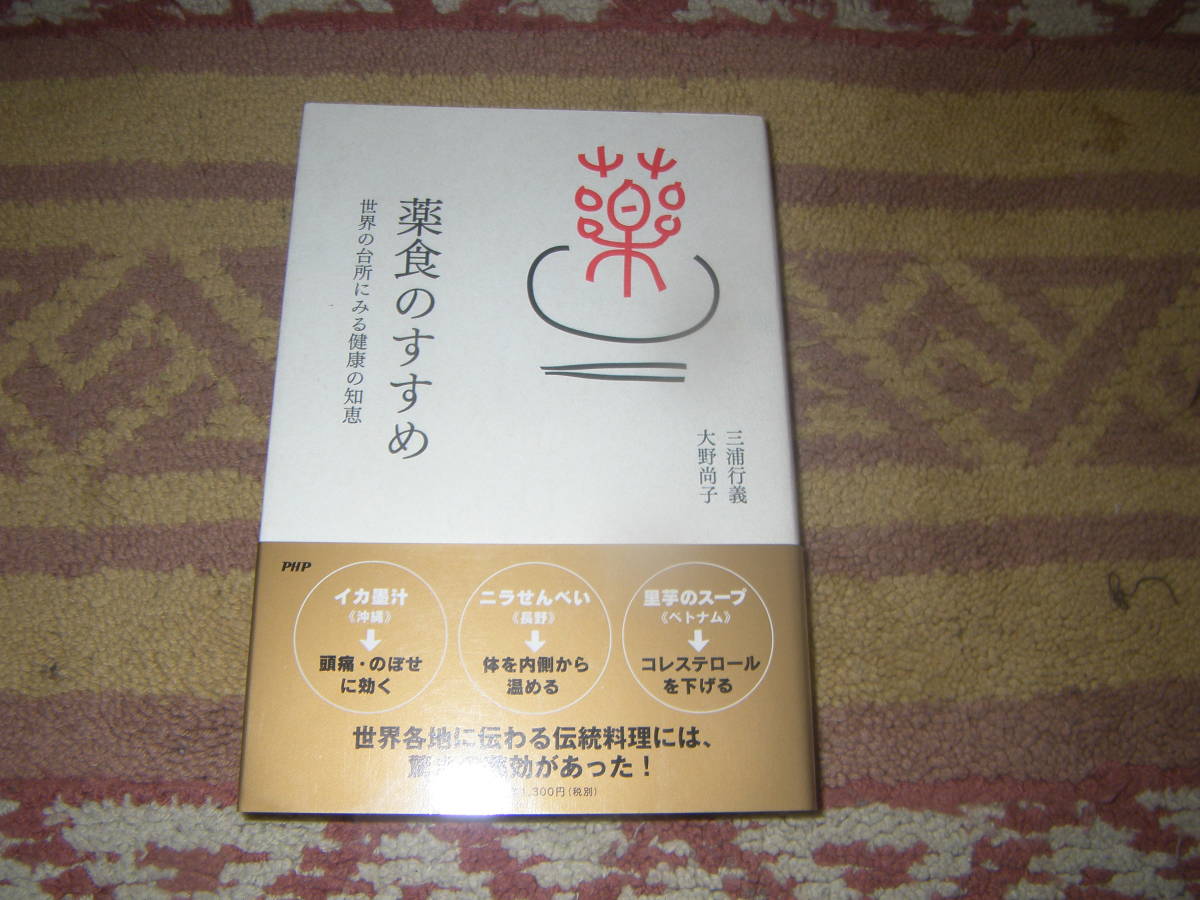 薬
薬食のすすめ
世界の台所にみる健康の知恵
三浦行義
大野尚子
PHP
イカ墨汁
《沖縄》
頭痛・のぼせ
に効く
ニラせんべい
《長野》
体を内側から
温める
里芋のスープ
《ベトナム》
コレステロール
を下げる
世界各地に伝わる伝統料理には、
効があった！
1,300円(税別)